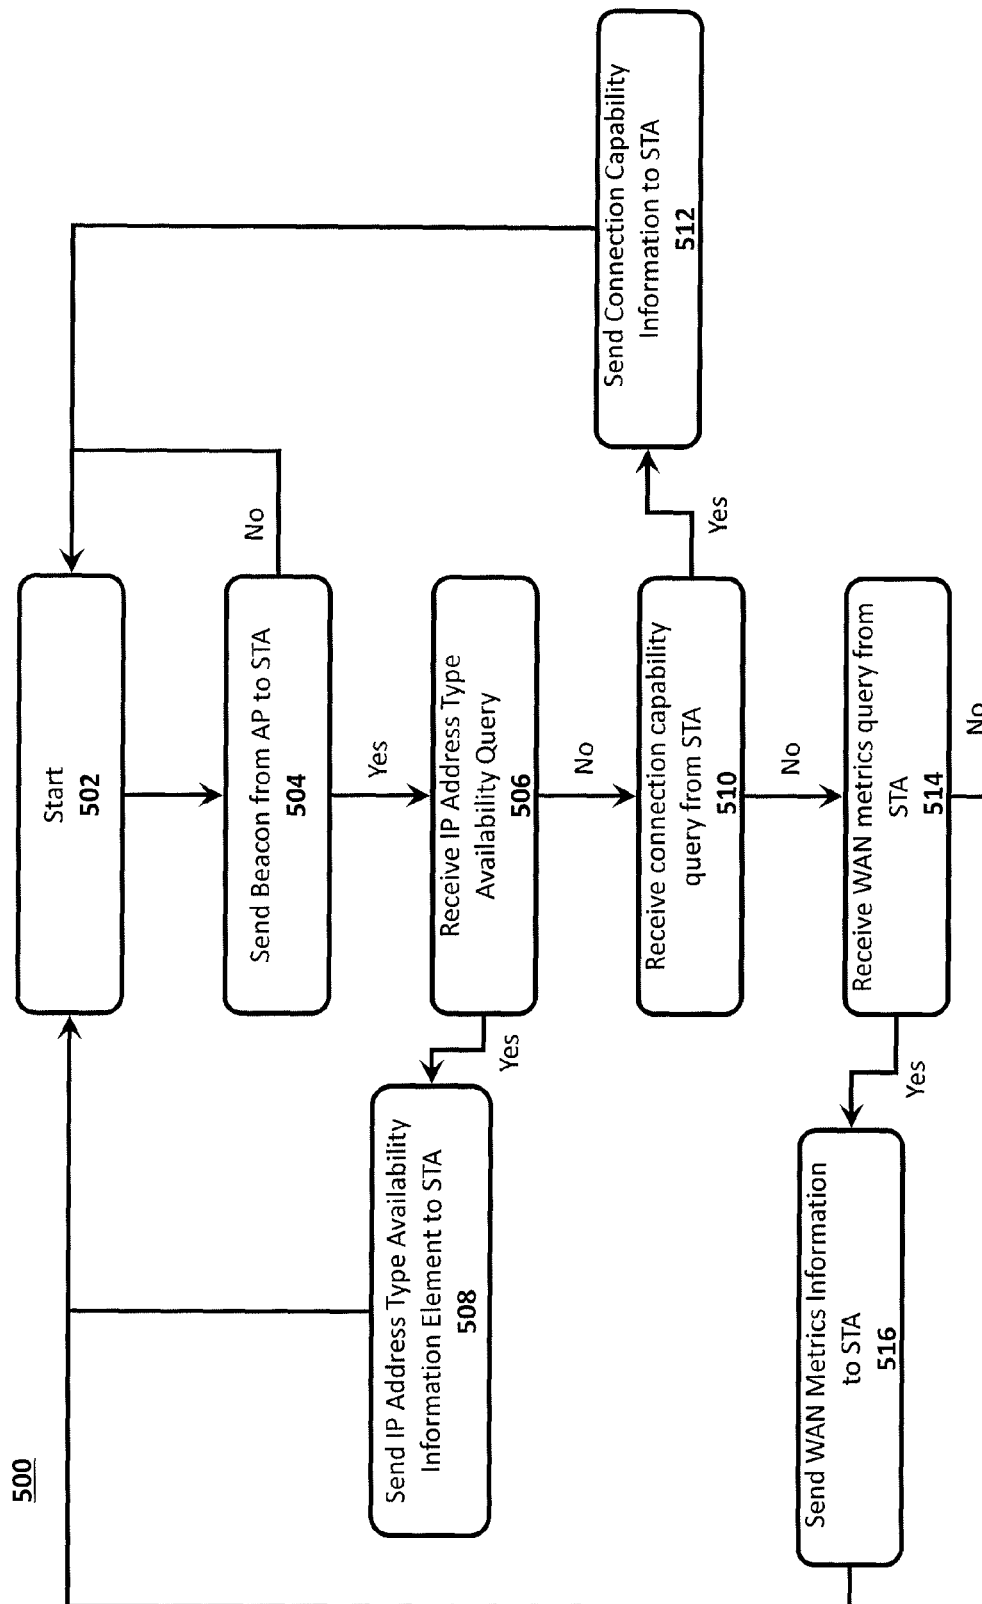 500
Start
502
Send Beacon from AP to STA
504
No
Yes
Receive IP Address Type
Availability Query
506
Yes
Send IP Address Type Availability
Information Element to STA
508
No
Receive connection capability
query from STA
510
Yes
Send Connection Capability
Information to STA
512
No
Receive WAN metrics query from
STA
514
Yes
Send WAN Metrics Information
to STA
516
No